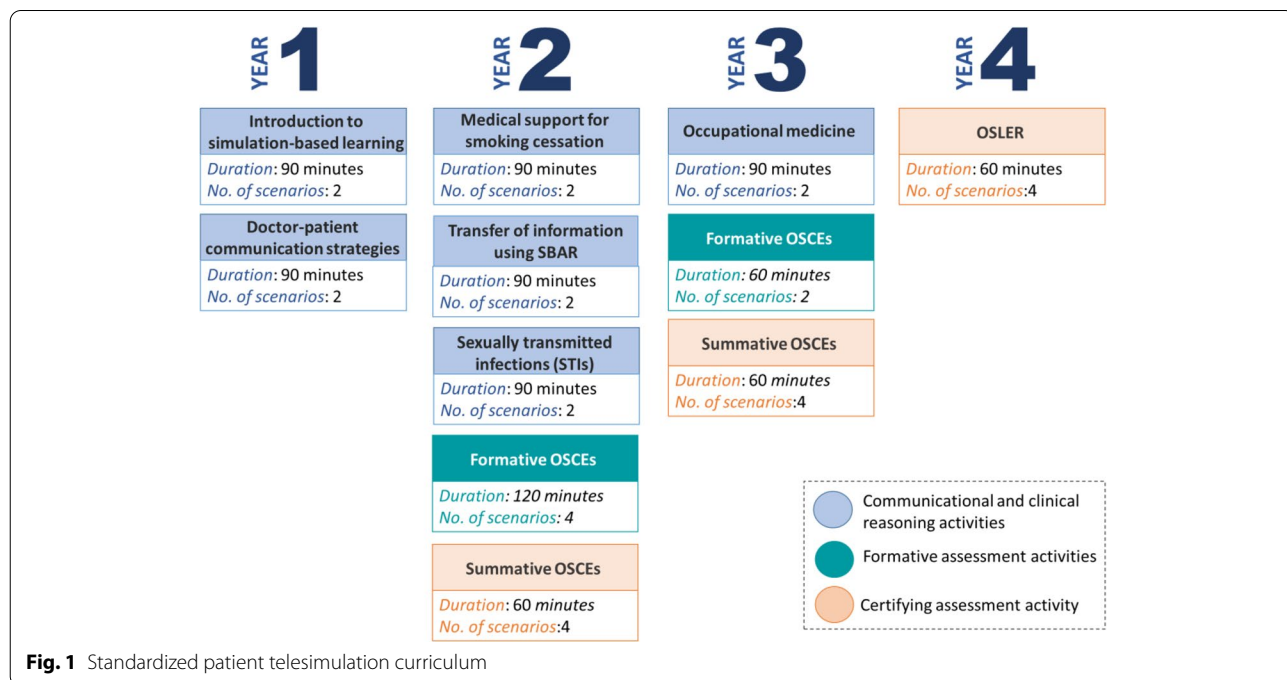 YEAR 1
Introduction to
simulation-based learning
Duration: 90 minutes
No. of scenarios: 2
Doctor-patient
communication strategies
Duration: 90 minutes
No. of scenarios: 2
YEAR 2
Medical support for
smoking cessation
Duration: 90 minutes
No. of scenarios: 2
Transfer of information
using SBAR
Duration: 90 minutes
No. of scenarios: 2
Sexually transmitted
infections (STIs)
Duration: 90 minutes
No. of scenarios: 2
Formative OSCEs
Duration: 120 minutes
No. of scenarios: 4
Summative OSCEs
Duration: 60 minutes
No. of scenarios:4
YEAR 3
Occupational medicine
Duration: 90 minutes
No. of scenarios: 2
Formative OSCEs
Duration: 60 minutes
No. of scenarios: 2
Summative OSCEs
Duration: 60 minutes
No. of scenarios:4
YEAR 4
OSLER
Duration: 60 minutes
No. of scenarios:4
Communicational and clinical
reasoning activities
Formative assessment activities
Certifying assessment activity
Fig. 1 Standardized patient telesimulation curriculum